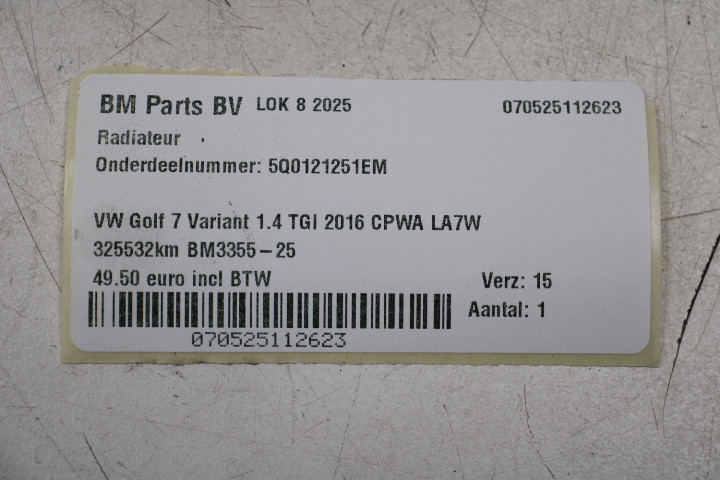 BM Parts BV LOK 8 2025 070525112623
Radiateur
Onderdeelnummer: 5Q0121251EM
VW Golf 7 Variant 1.4 TGI 2016 CPWA LA7W
325532km BM3355-25
49.50 euro incl BTW Verz: 15
Aantal: 1
070525112623